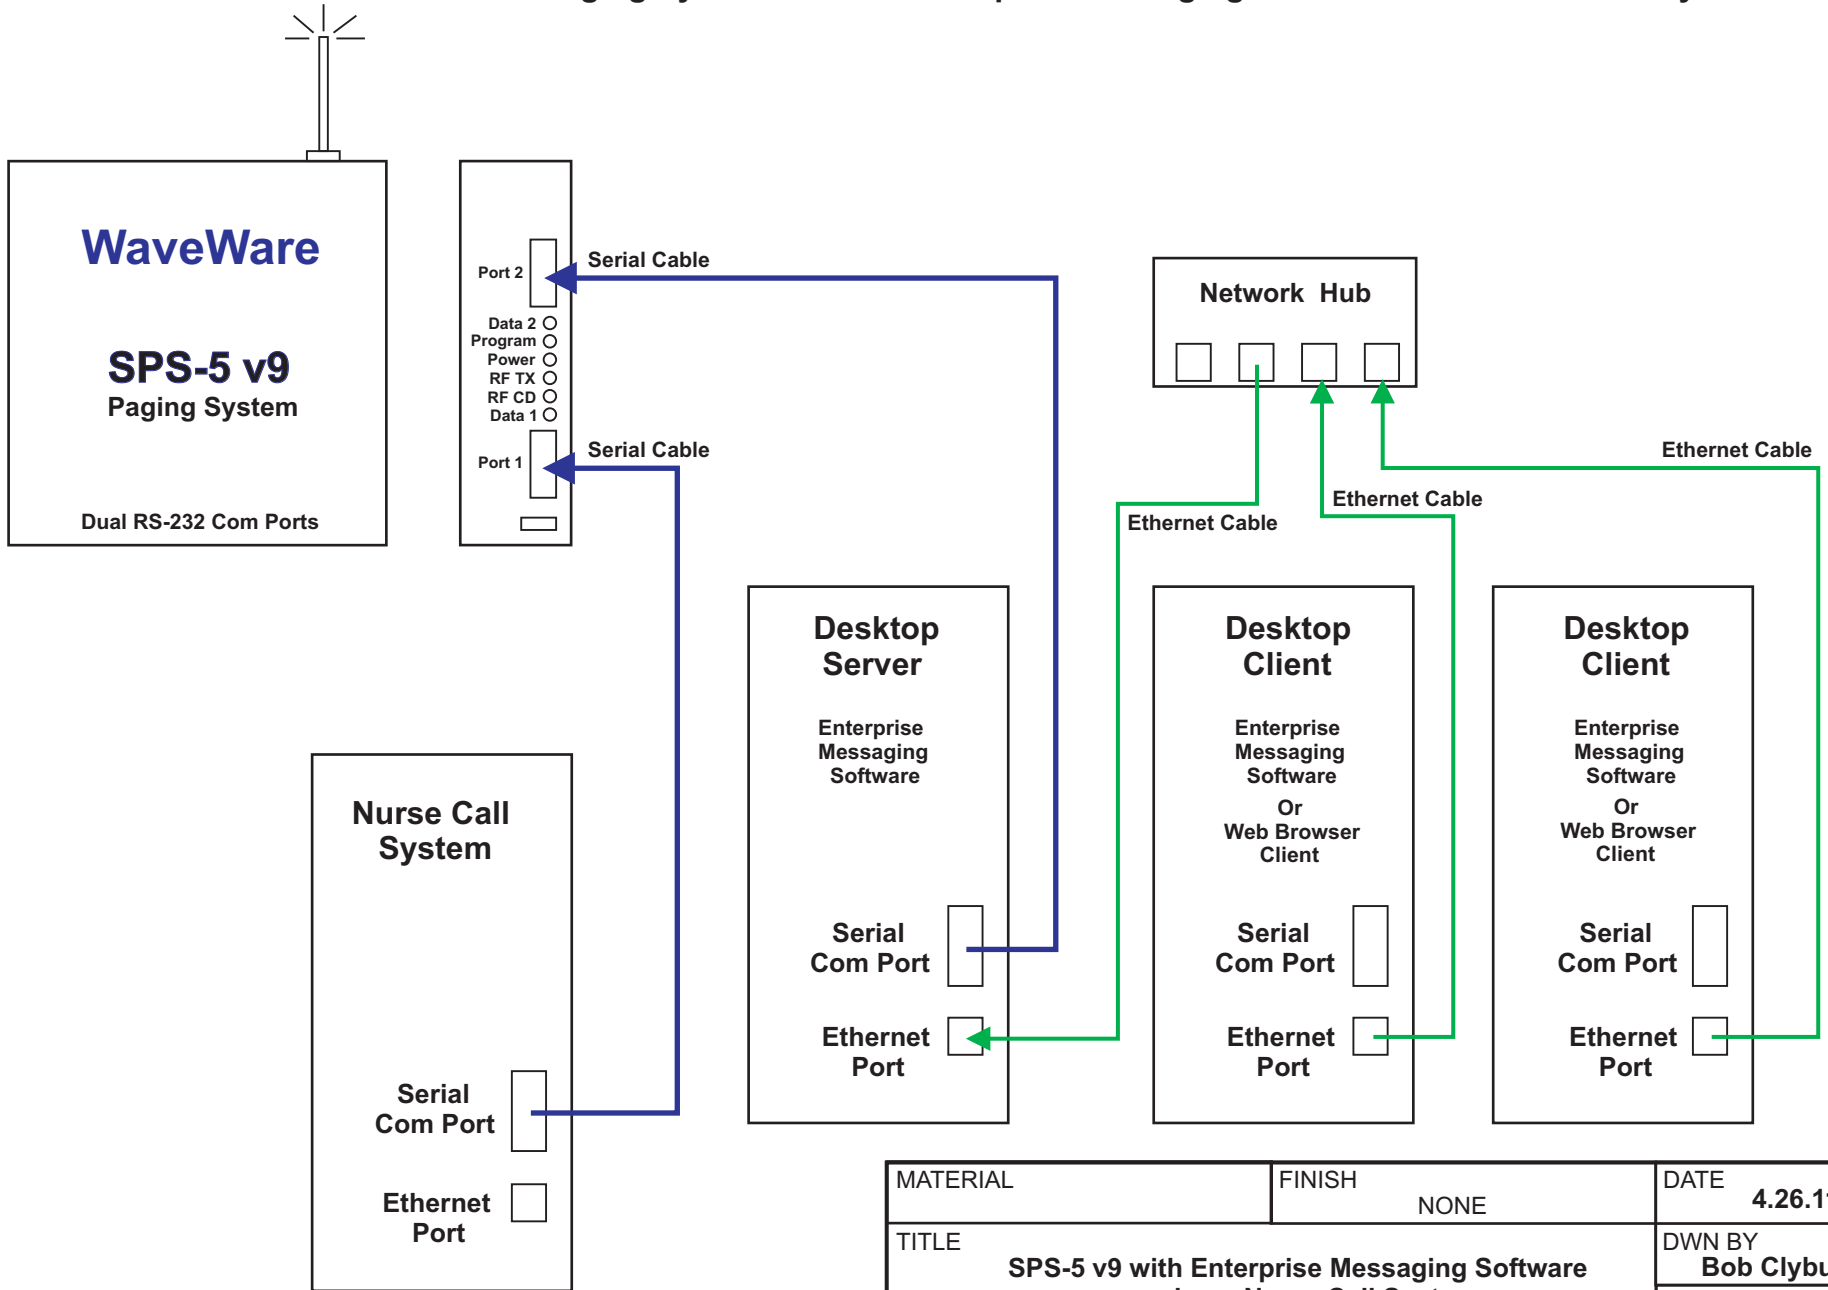 WaveWare
SPS-5 v9
Paging System
Dual RS-232 Com Ports
Port 2
Data 2
Program
Power
RF TX
RF CD
Data 1
Port 1
Serial Cable
Serial Cable
Network Hub
Ethernet Cable
Ethernet Cable
Ethernet Cable
Nurse Call
System
Serial
Com Port
Ethernet
Port
Desktop
Server
Enterprise
Messaging
Software
Serial
Com Port
Ethernet
Port
Desktop
Client
Enterprise
Messaging
Software
Or
Web Browser
Client
Serial
Com Port
Ethernet
Port
Desktop
Client
Enterprise
Messaging
Software
Or
Web Browser
Client
Serial
Com Port
Ethernet
Port
MATERIAL
FINISH
NONE
DATE
TITLE
SPS-5 v9 with Enterprise Messaging Software
DWN BY
Bob